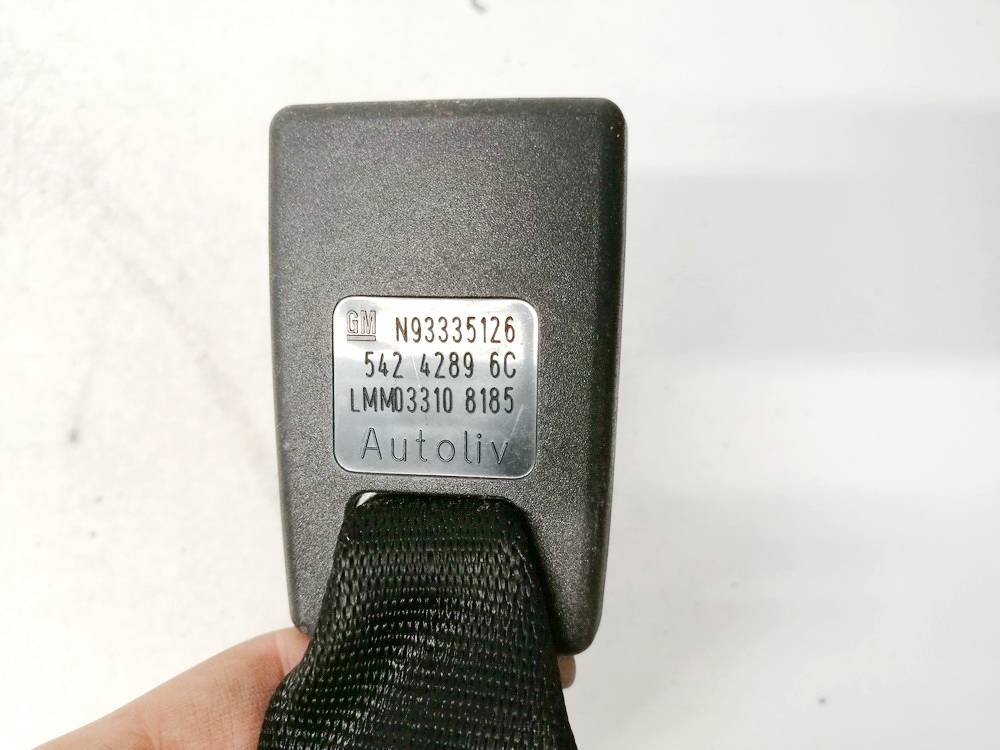 GM N93335126
542 4289 6C
LMM03310 8185
Autoliv